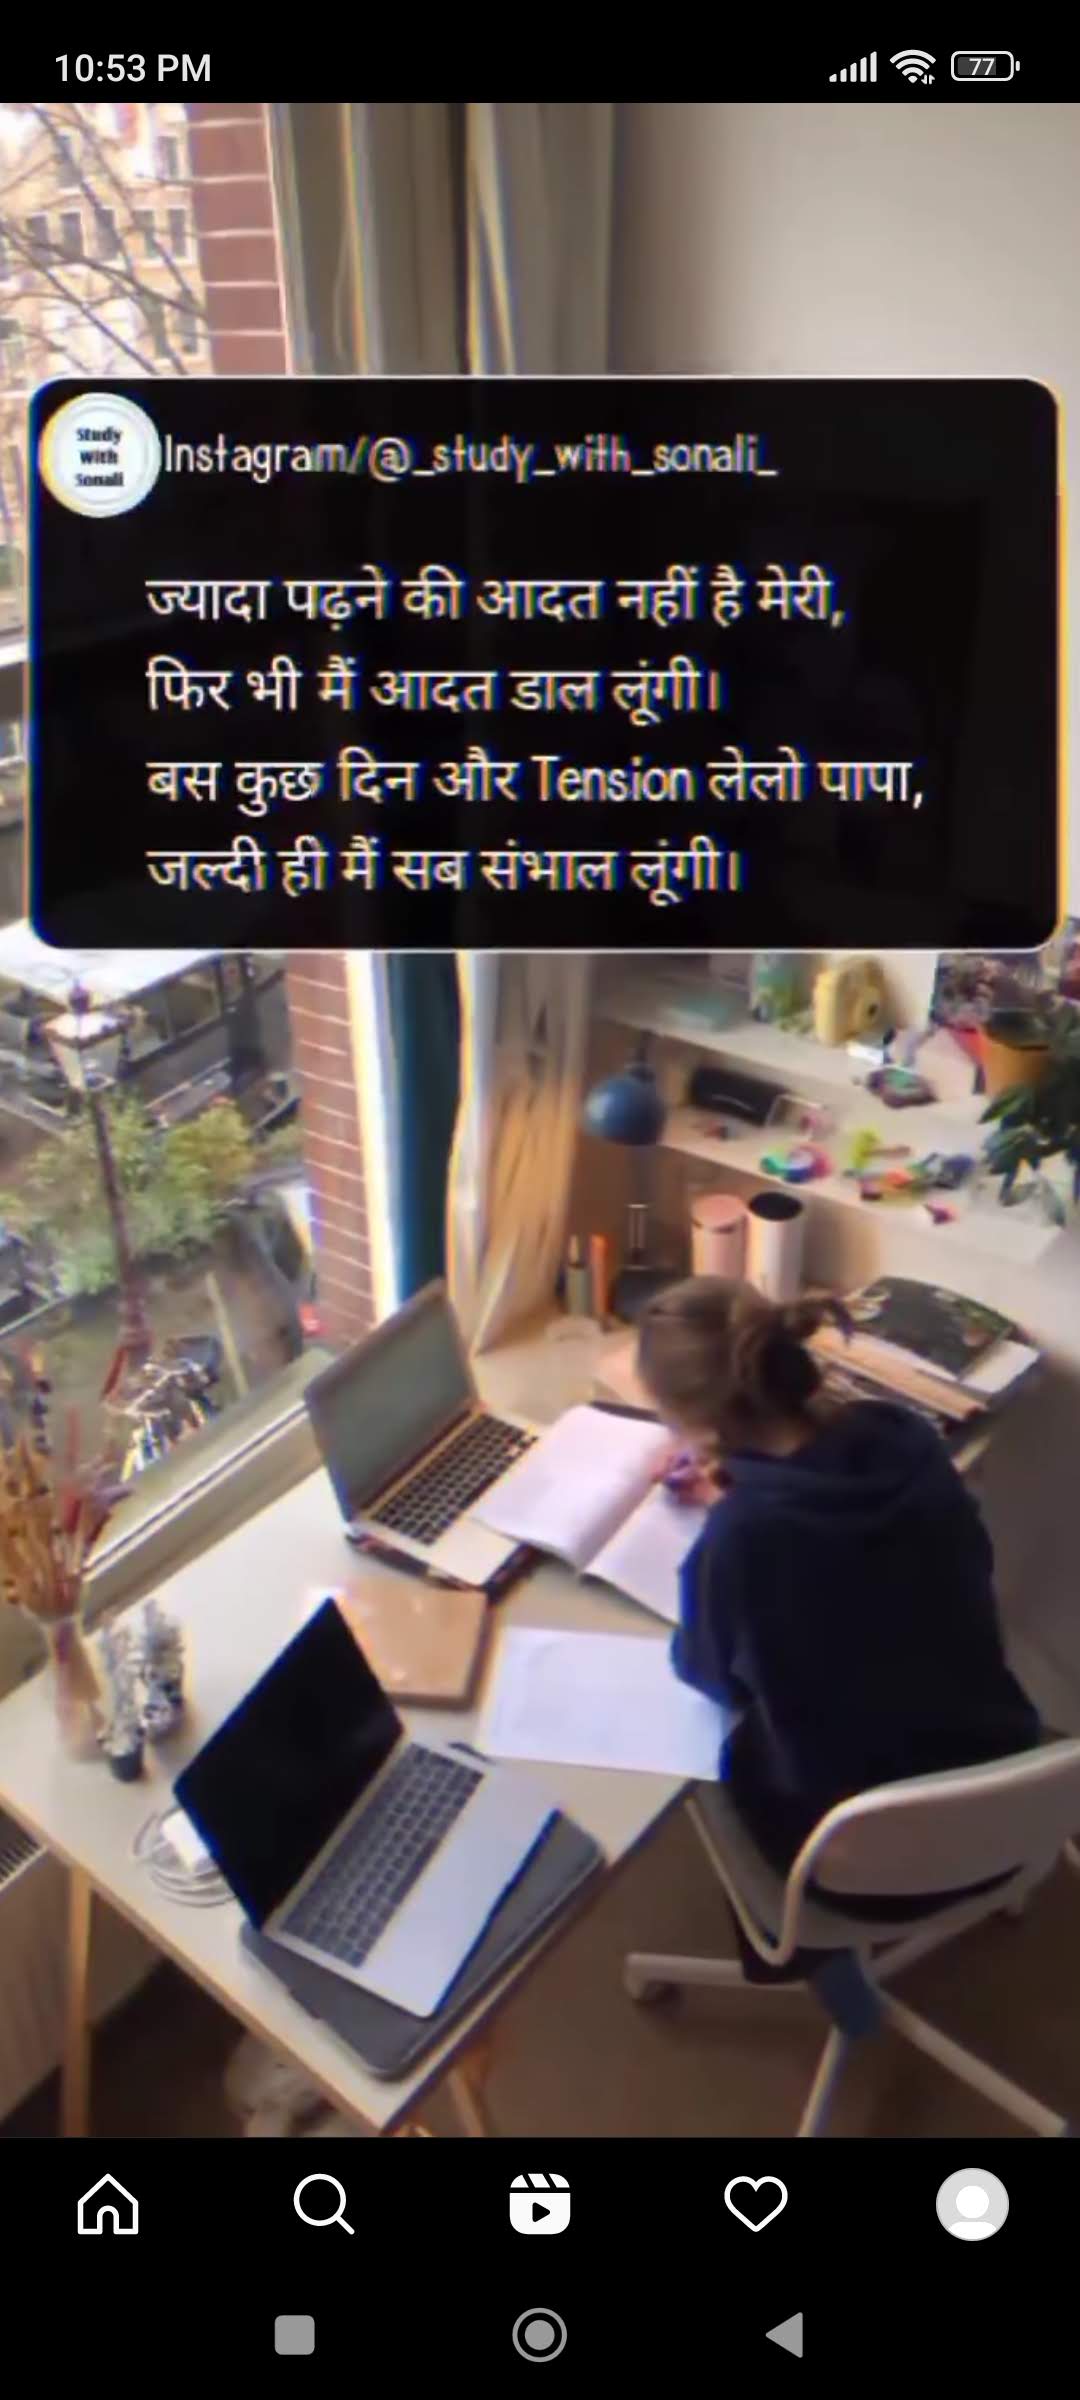 10:53 PM
77
Study
with
Sonali
Instagram/@_study_with_sonali_
ज्यादा पढ़ने की आदत नहीं है मेरी,
फिर भी मैं आदत डाल लूंगी।
बस कुछ दिन और Tension लेलो पापा,
जल्दी ही मैं सब संभाल लूंगी।